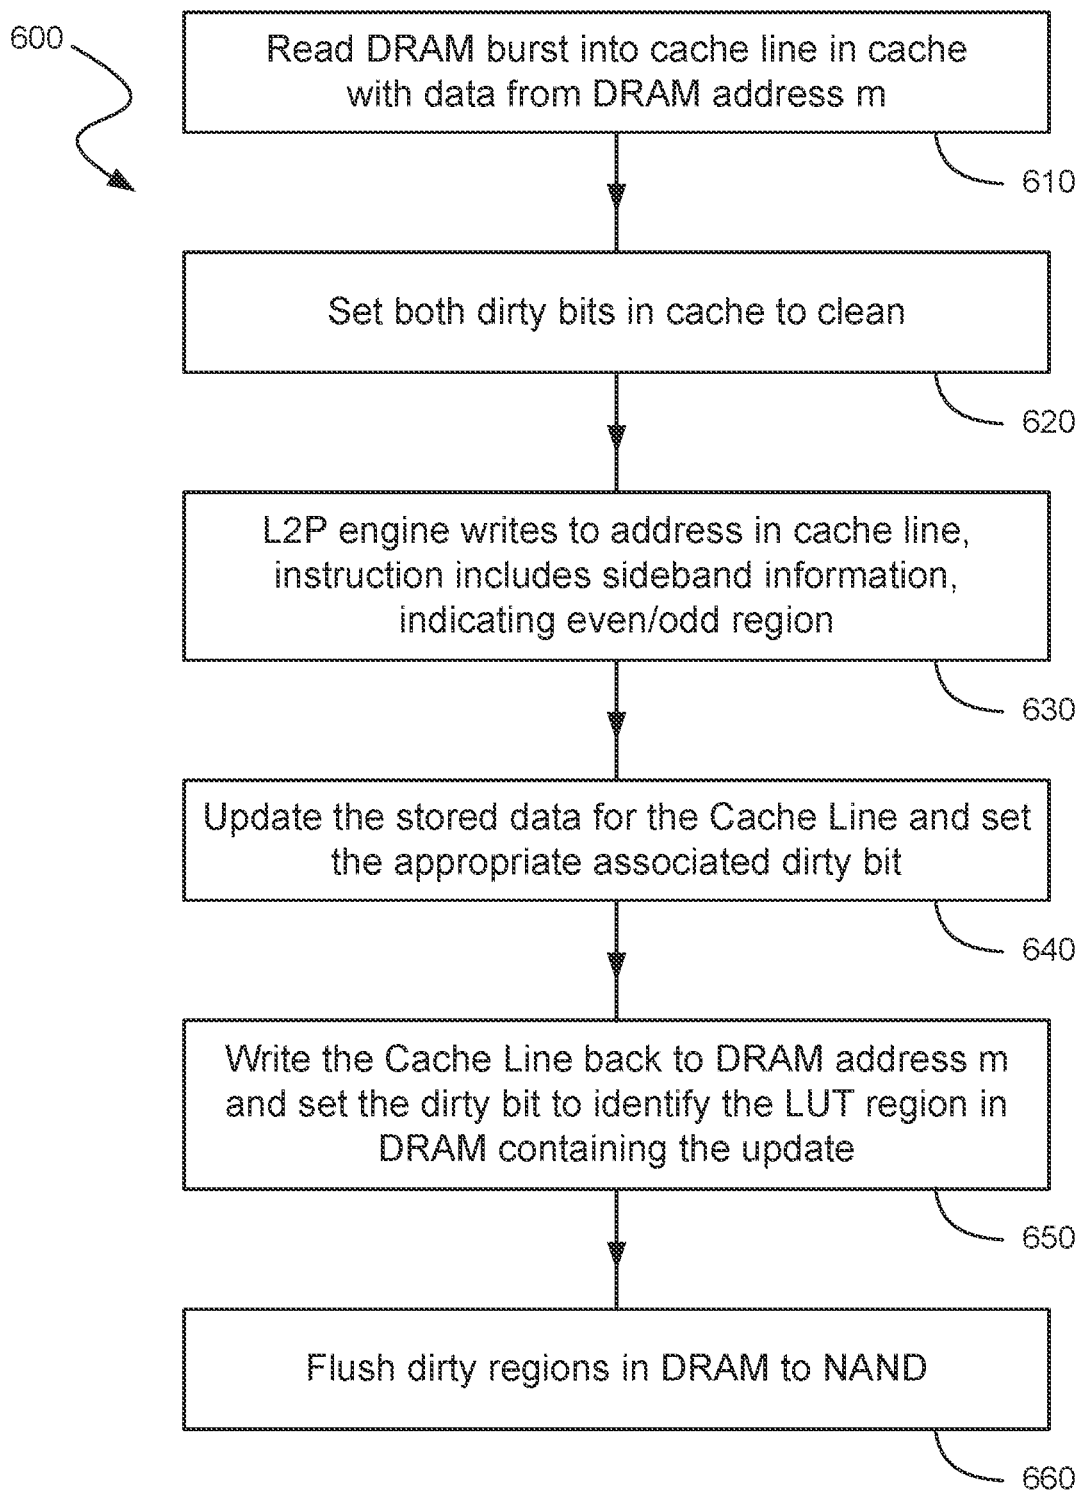 600
Read DRAM burst into cache line in cache
with data from DRAM address m
610
Set both dirty bits in cache to clean
620
L2P engine writes to address in cache line,
instruction includes sideband information,
indicating even/odd region
630
Update the stored data for the Cache Line and set
the appropriate associated dirty bit
640
Write the Cache Line back to DRAM address m
and set the dirty bit to identify the LUT region in
DRAM containing the update
650
Flush dirty regions in DRAM to NAND
660